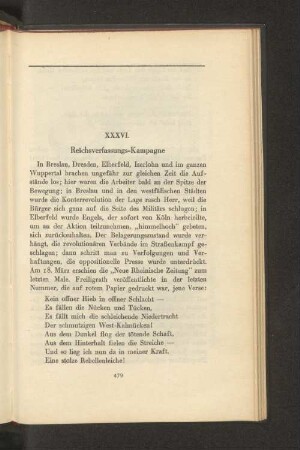 XXXVI.
Reichsverfassungs-Kampagne
In Breslau, Dresden, Elberfeld, Iserlohn und im ganzen
Wuppertal brachen ungefähr zur gleichen Zeit die Auf-
stände los; hier waren die Arbeiter bald an der Spitze der
Bewegung; in Breslau und in den westfälischen Städten
wurde die Konterrevolution der Lage rasch Herr, weil die
Bürger sich ganz auf die Seite des Militärs schlugen; in
Elberfeld wurde Engels, der sofort von Köln herbeieilte,
um an der Aktion teilzunehmen, „himmelhoch“ gebeten,
sich zurückzuhalten. Der Belagerungszustand wurde ver-
hängt, die revolutionären Verbände im Straßenkampf ge-
schlagen; dann schritt man zu Verfolgungen und Ver-
haftungen, die oppositionelle Presse wurde unterdrückt.
Am 18. März erschien die „Neue Rheinische Zeitung“ zum
letzten Male. Freiligrath veröffentlichte in der letzten
Nummer, die auf rotem Papier gedruckt war, jene Verse:
Kein offner Hieb in offner Schlacht —
Es fällen die Nücken und Tücken,
Es fällt mich die schleichende Niedertracht
Der schmutzigen West-Kalmücken!
Aus dem Dunkel flog der tötende Schaft,
Aus dem Hinterhalt fielen die Streiche —
Und so lieg ich nun da in meiner Kraft,
Eine stolze Rebellenleiche!
479